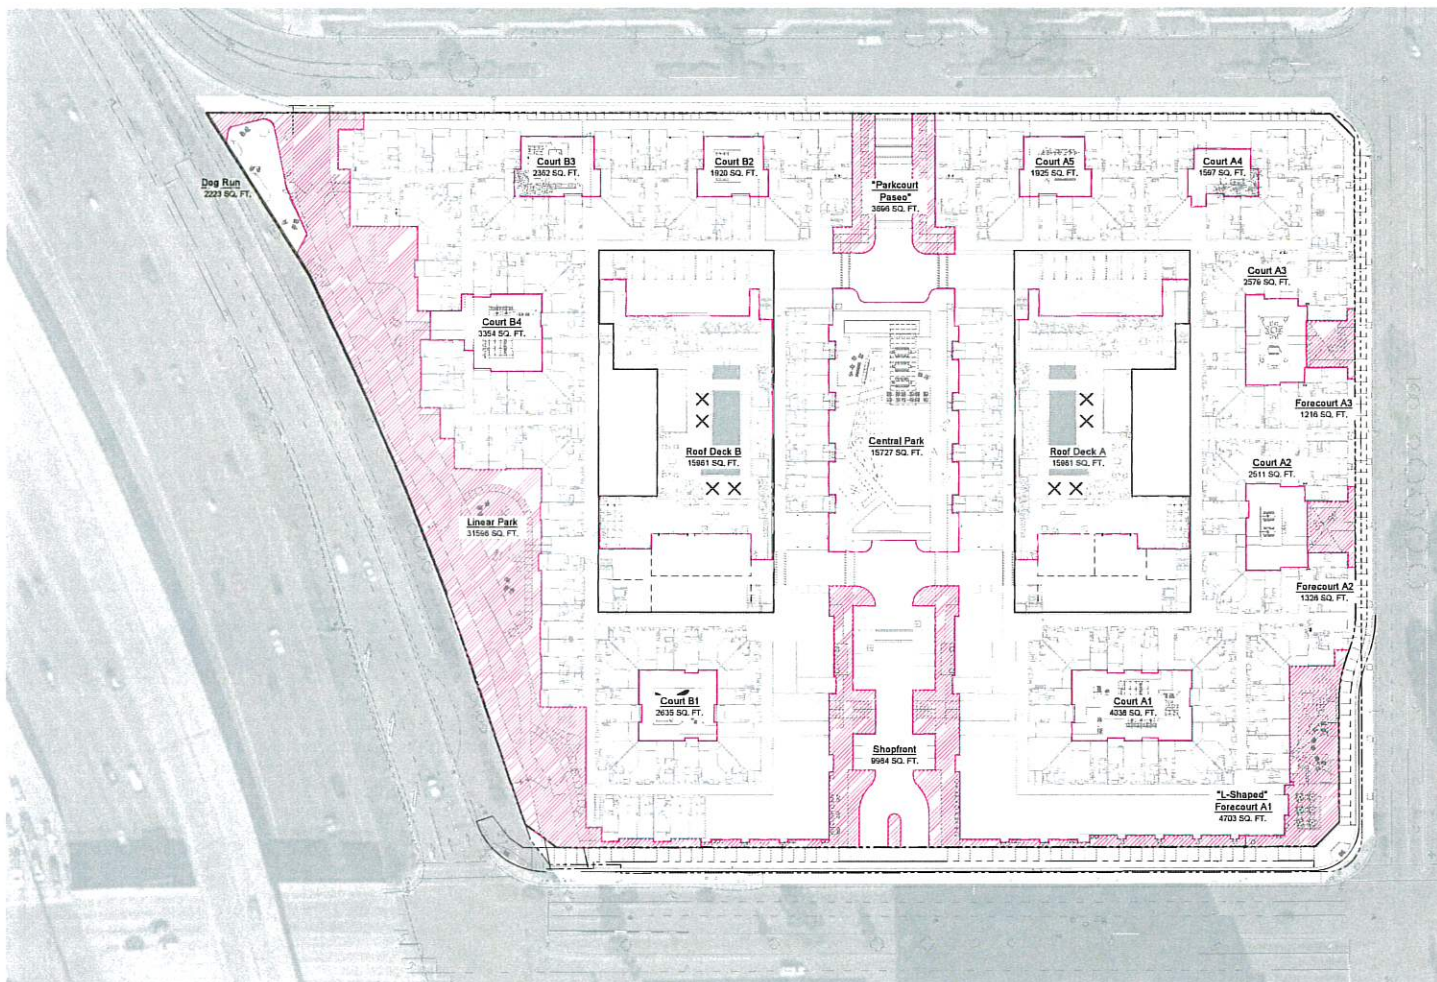 Court B3
2362 SQ. FT.
Court B2
1920 SQ. FT.
Court A5
1925 SQ. FT.
Court A4
1597 SQ. FT.
Dog Run
2223 SQ. FT.
"Parkcourt
Paseo"
3696 SQ. FT.
Court A3
2579 SQ. FT.
Court B4
3354 SQ. FT.
Forecourt A3
1216 SQ. FT.
Central Park
15727 SQ. FT.
Roof Deck B
15961 SQ. FT.
Roof Deck A
15961 SQ. FT.
Court A2
2511 SQ. FT.
Linear Park
31596 SQ. FT.
Forecourt A2
1326 SQ. FT.
Court B1
2635 SQ. FT.
Court A1
4038 SQ. FT.
Shopfront
9984 SQ. FT.
"L-Shaped"
Forecourt A1
4703 SQ. FT.